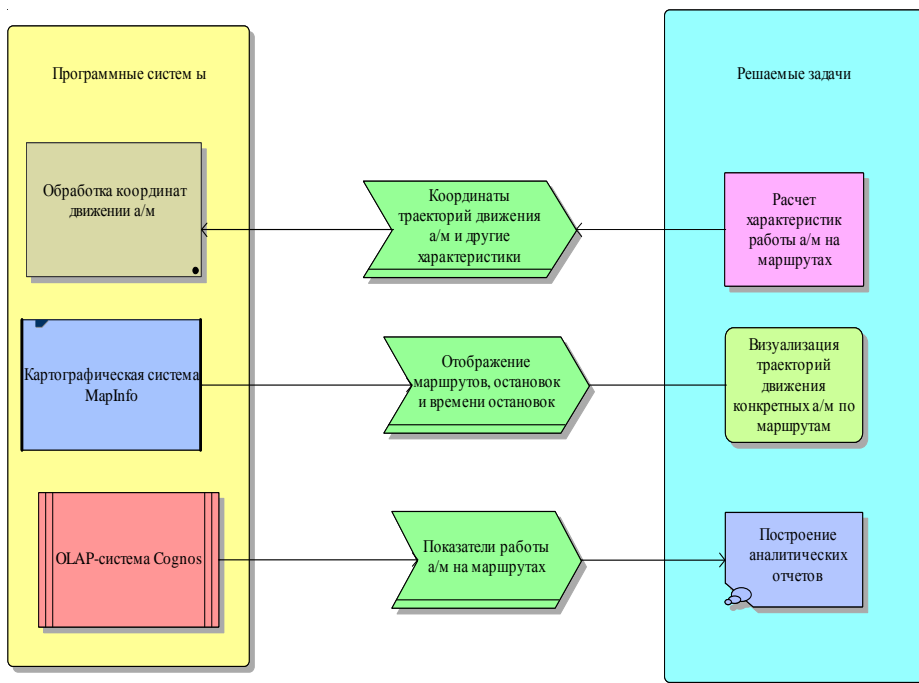 Программные систем ы
Решаемые задачи
Обработка координат
движении а/м
Координаты
траекторий движения
а/м и другие
характеристики
Расчет
характеристик
работы а/м на
маршрутах
Картографическая система
MapInfo
Отображение
маршрутов, остановок
и времени остановок
Визуализация
траекторий
движения
конкретных а/м по
маршрутам
OLAP-система Cognos
Показатели работы
а/м на маршрутах
Построение
аналитических
отчетов